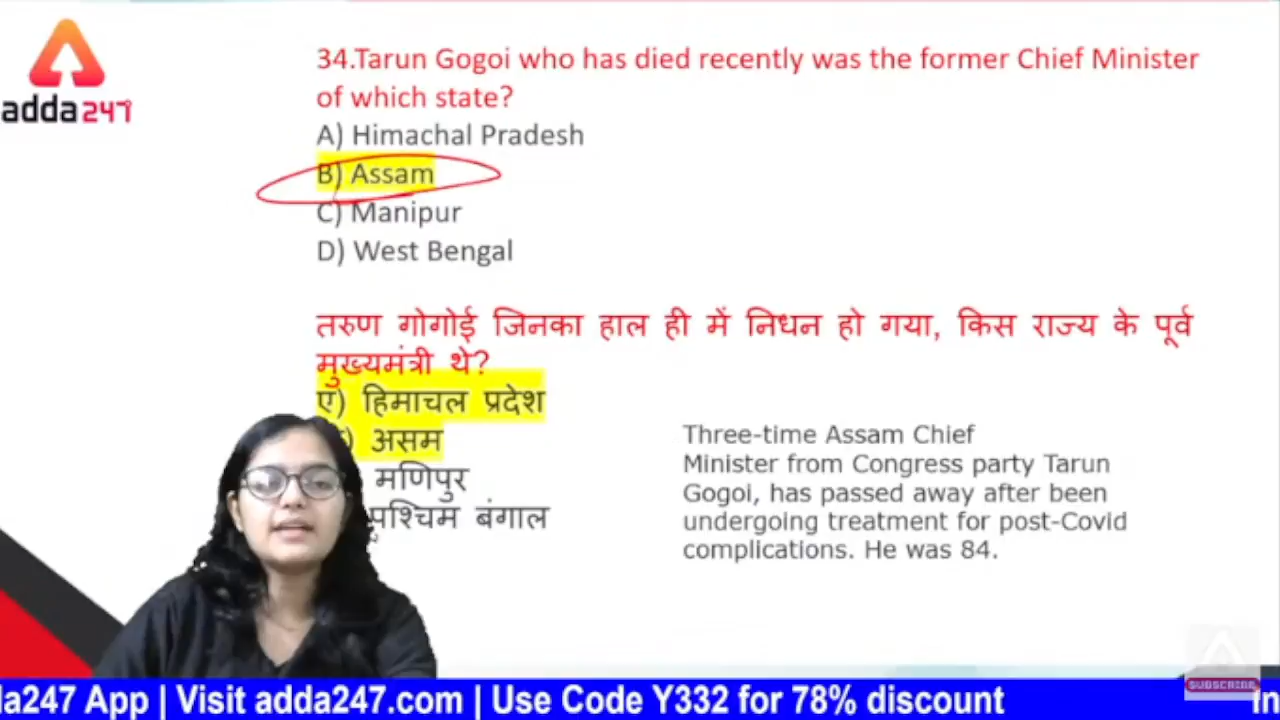 adda247
34.Tarun Gogoi who has died recently was the former Chief Minister
of which state?
A) Himachal Pradesh
B) Assam
C) Manipur
D) West Bengal
तरुण गोगोई जिनका हाल ही में निधन हो गया, किस राज्य के पूर्व
मुख्यमंत्री थे?
ए) हिमाचल प्रदेश
) असम
मणिपुर
पश्चिम बंगाल
Three-time Assam Chief
Minister from Congress party Tarun
Gogoi, has passed away after been
undergoing treatment for post-Covid
complications. He was 84.
SUBSCRIBE
da247 App | Visit adda247.com | Use Code Y332 for 78% discount
In